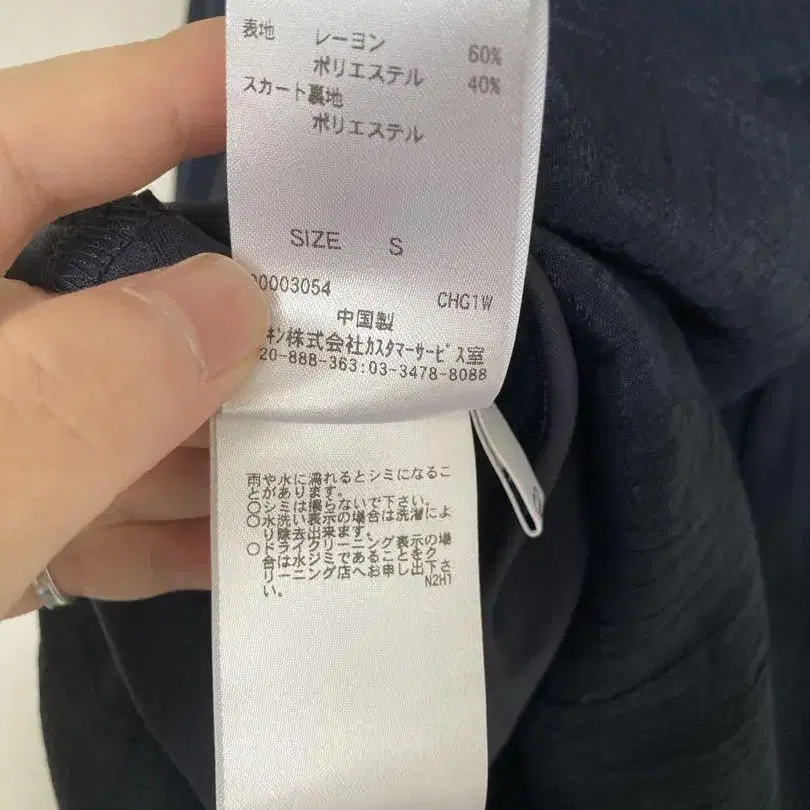 表地 レーヨン 60%
ポリエステル 40%
スカート裏地
ポリエステル
SIZE S
0003054 CHG1W
中国製
キン株式会社カスタマーサービス室
20-888-363:03-3478-8088
雨や水に濡れるとシミになるこ
とがあります。
○シミは擦らないで下さい。
○水洗い表示の場合は洗濯によ
り除去出来ます。
○ドライクリーニング表示の場
合は水ジミであることをク
リーニング店へお申し出下さ
い。 N2H1